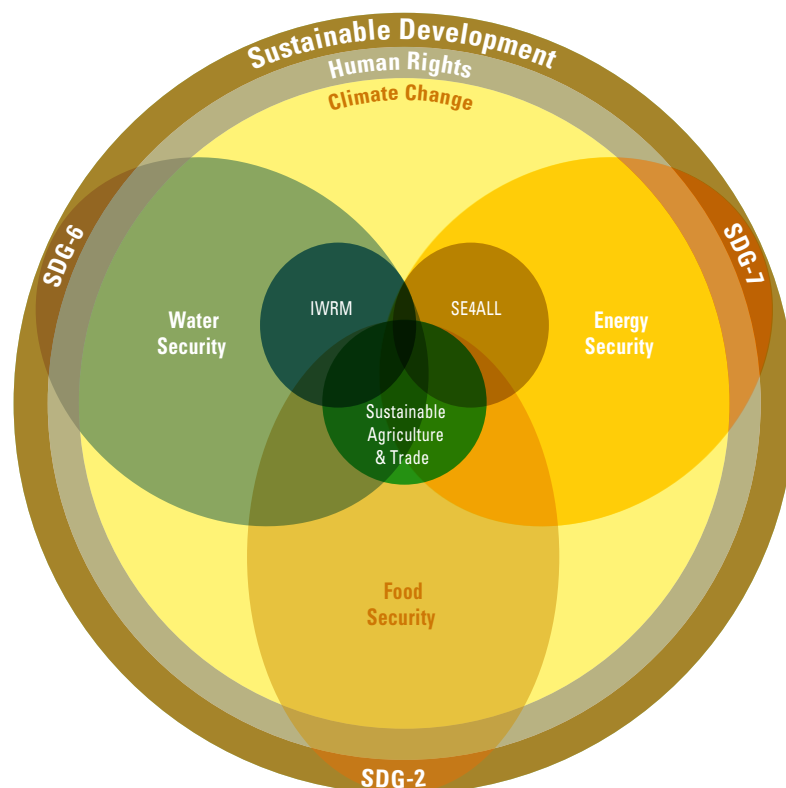 Sustainable Development
Human Rights
Climate Change
SDG-6
SDG-7
IWRM
SE4ALL
Water
Security
Energy
Security
Sustainable
Agriculture
& Trade
Food
Security
SDG-2